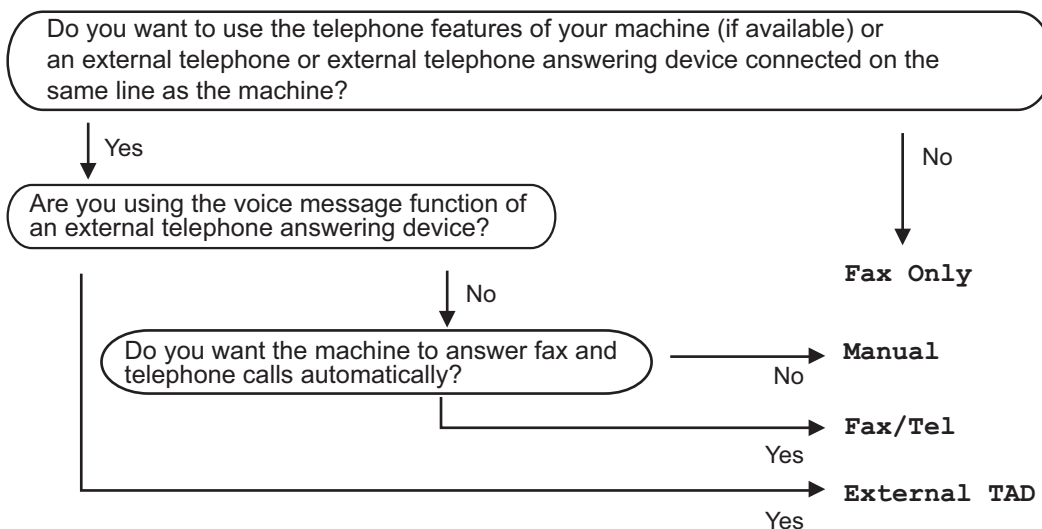 Do you want to use the telephone features of your machine (if available) or
an external telephone or external telephone answering device connected on the
same line as the machine?
Yes
No
Are you using the voice message function of
an external telephone answering device?
Fax Only
No
Do you want the machine to answer fax and
telephone calls automatically?
Manual
No
Fax/Tel
Yes
External TAD
Yes